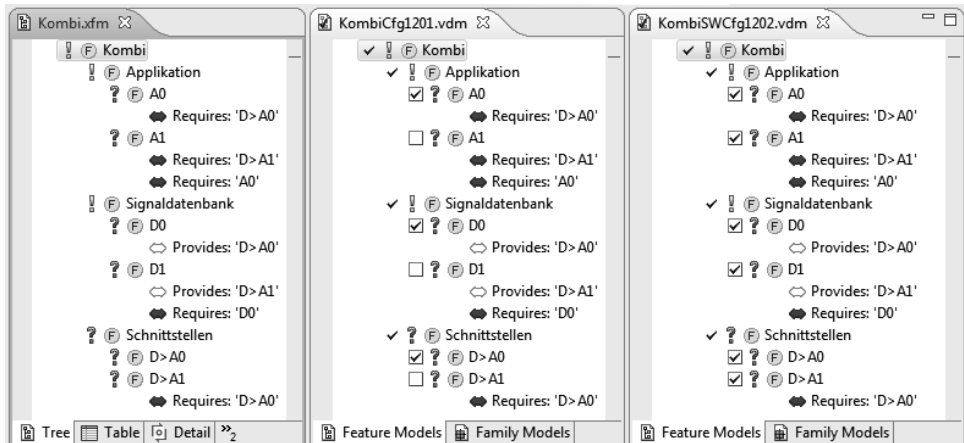 Kombi.xfm
! F Kombi
! F Applikation
? F A0
Requires: 'D>A0'
? F A1
Requires: 'D>A1'
Requires: 'A0'
! F Signaldatenbank
? F D0
Provides: 'D>A0'
? F D1
Provides: 'D>A1'
Requires: 'D0'
? F Schnittstellen
? F D>A0
? F D>A1
Requires: 'D>A0'
Tree Table Detail »2
KombiCfg1201.vdm
! F Kombi
! F Applikation
? F A0
Requires: 'D>A0'
? F A1
Requires: 'D>A1'
Requires: 'A0'
! F Signaldatenbank
? F D0
Provides: 'D>A0'
? F D1
Provides: 'D>A1'
Requires: 'D0'
? F Schnittstellen
? F D>A0
? F D>A1
Requires: 'D>A0'
Feature Models Family Models
KombiSWCfg1202.vdm
! F Kombi
! F Applikation
? F A0
Requires: 'D>A0'
? F A1
Requires: 'D>A1'
Requires: 'A0'
! F Signaldatenbank
? F D0
Provides: 'D>A0'
? F D1
Provides: 'D>A1'
Requires: 'D0'
? F Schnittstellen
? F D>A0
? F D>A1
Requires: 'D>A0'
Feature Models Family Models